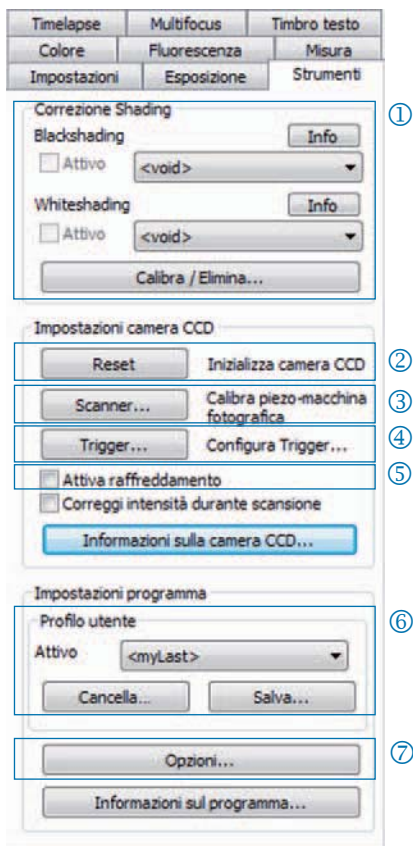 Timelapse Multifocus Timbro testo
Colore Fluorescenza Misura
Impostazioni Esposizione Strumenti
Correzione Shading
①
Blackshading Info
Attivo <void>
Whiteshading Info
Attivo <void>
Calibra / Elimina...
Impostazioni camera CCD
Reset Inizializza camera CCD ②
Scanner... Calibra piezo-macchina fotografica ③
Trigger... Configura Trigger... ④
Attiva raffreddamento ⑤
Correggi intensità durante scansione
Informazioni sulla camera CCD...
Impostazioni programma
Profilo utente ⑥
Attivo <myLast>
Cancella... Salva...
Opzioni... ⑦
Informazioni sul programma...